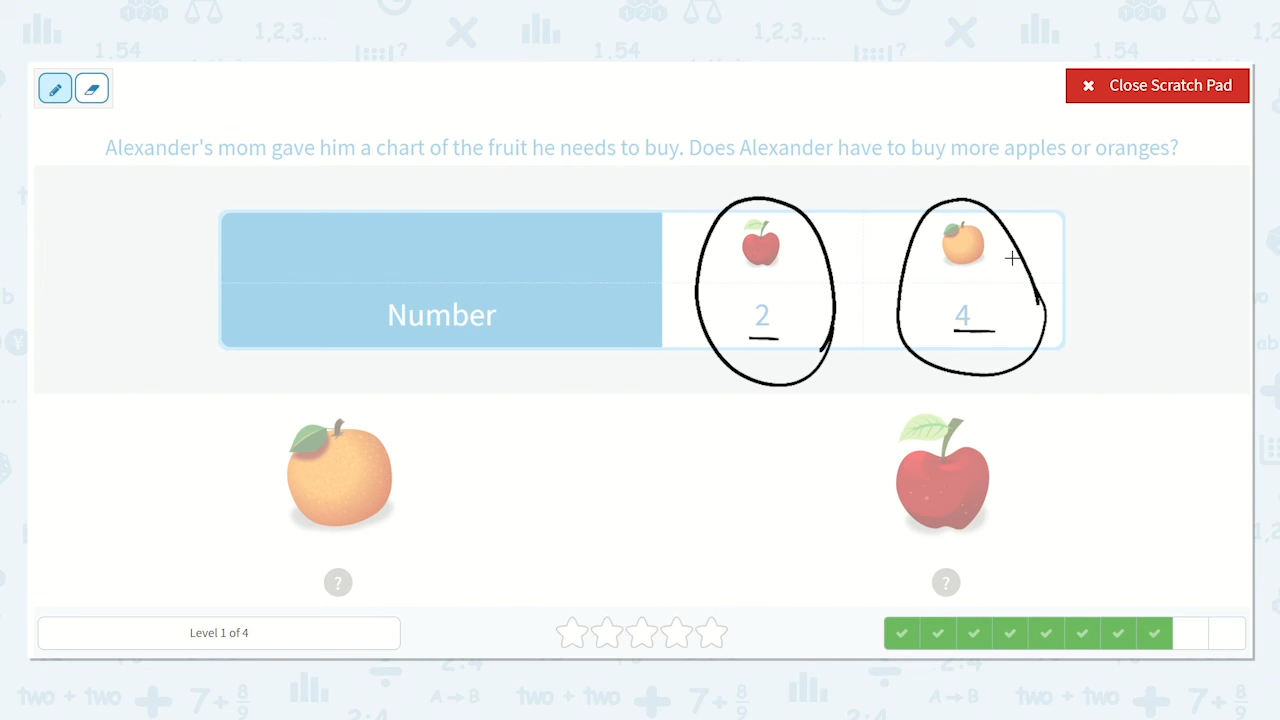 Close Scratch Pad
Alexander's mom gave him a chart of the fruit he needs to buy. Does Alexander have to buy more apples or oranges?
Number 2 4
? ?
Level 1 of 4